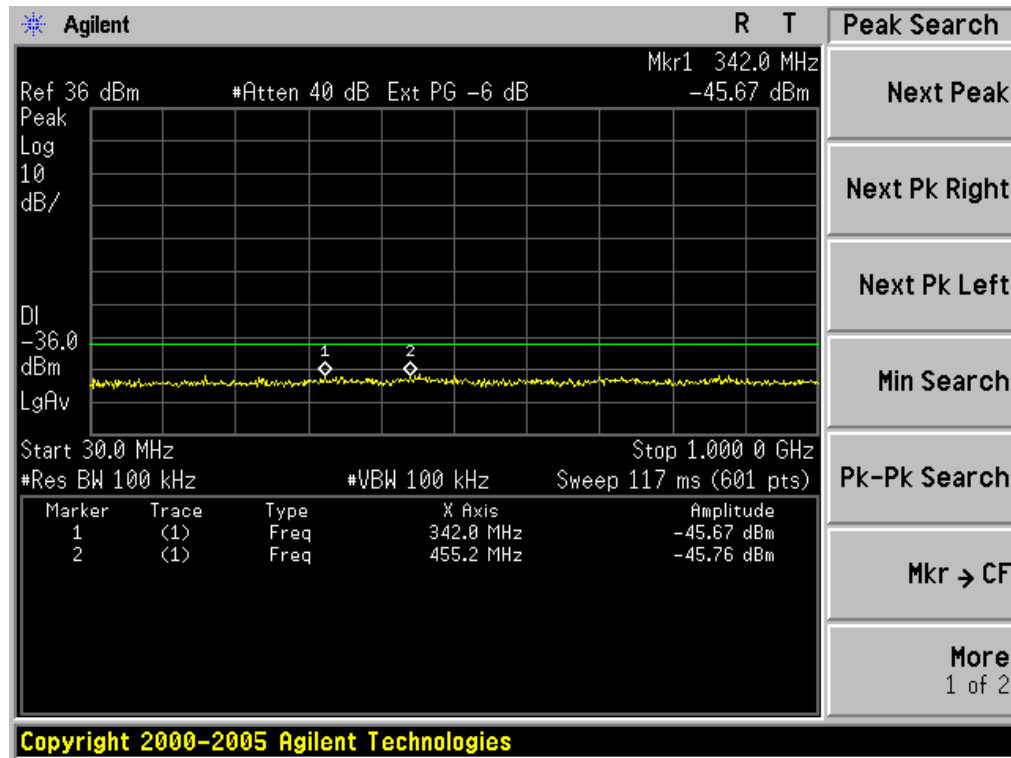 Agilent R T Peak Search
Mkr1 342.0 MHz
Ref 36 dBm #Atten 40 dB Ext PG -6 dB -45.67 dBm
Peak
Log
10
dB/
DI
-36.0
dBm
LgAv
1 2
Start 30.0 MHz Stop 1.000 0 GHz
#Res BW 100 kHz #VBW 100 kHz Sweep 117 ms (601 pts)
Marker Trace Type X Axis Amplitude
1 (1) Freq 342.0 MHz -45.67 dBm
2 (1) Freq 455.2 MHz -45.76 dBm
Next Peak
Next Pk Right
Next Pk Left
Min Search
Pk-Pk Search
Mkr → CF
More
1 of 2
Copyright 2000-2005 Agilent Technologies